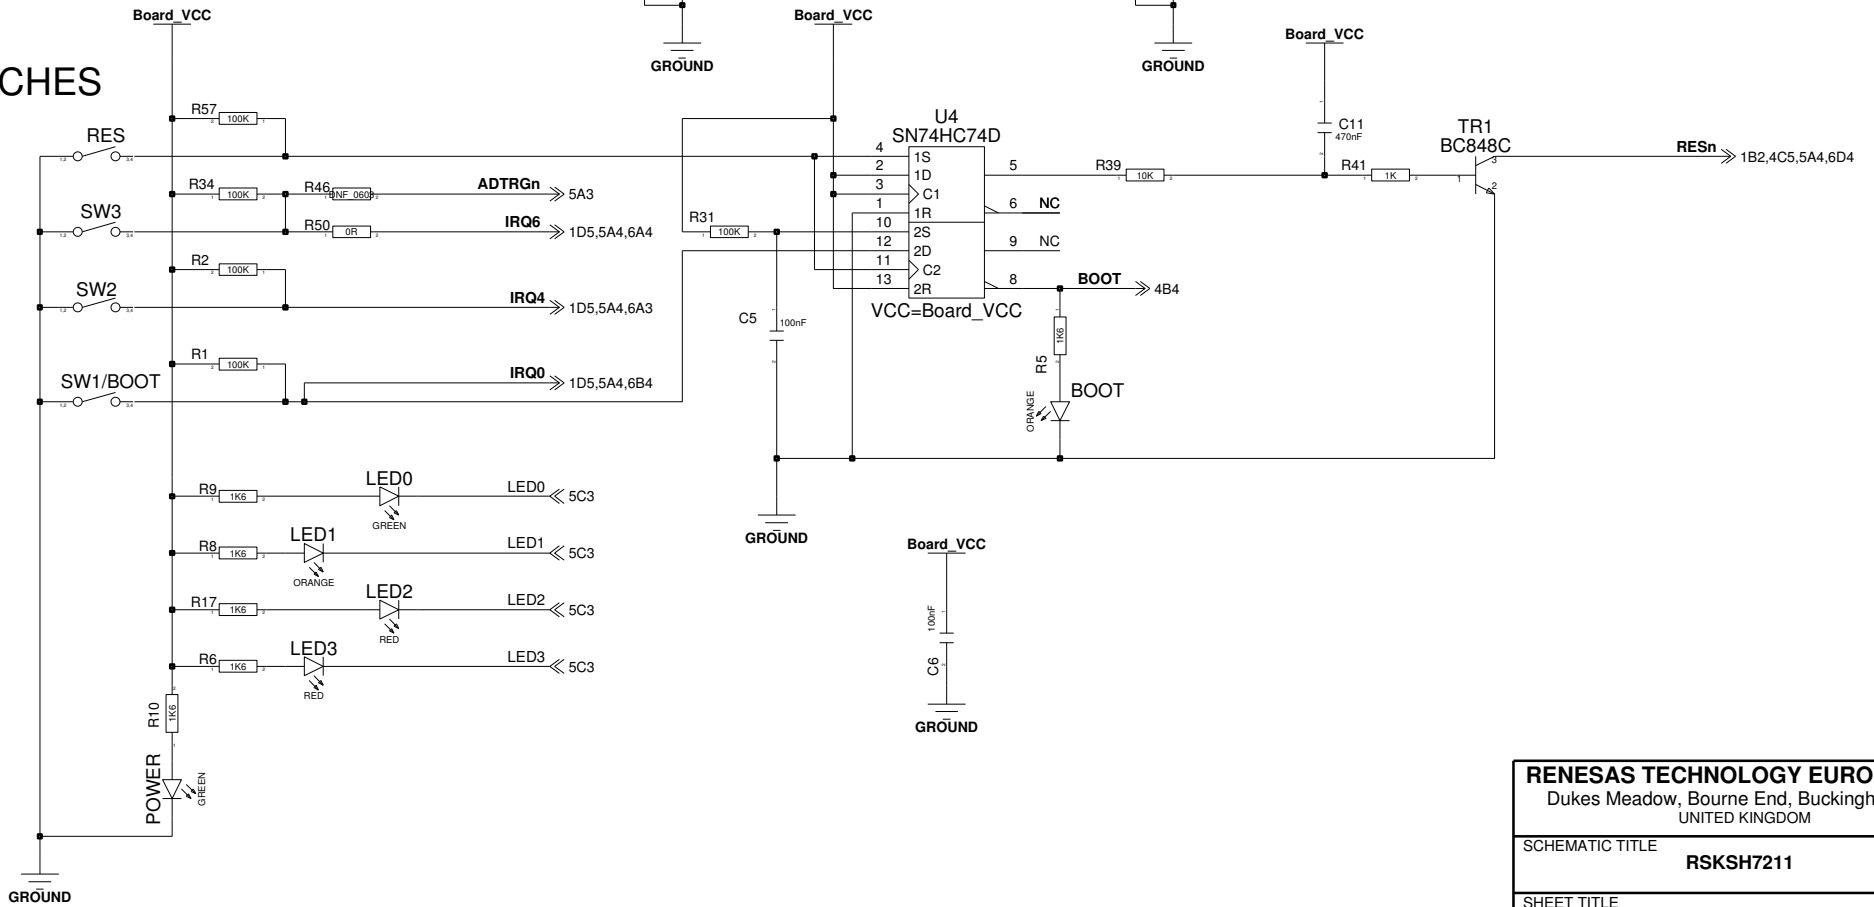 Board_VCC
Board_VCC
Board_VCC
GROUND
GROUND
CHES
R57
100K
RES
R34
100K
R46
DNF_0603
ADTRGn
5A3
SW3
R50
0R
IRQ6
1D5,5A4,6A4
R2
100K
SW2
IRQ4
1D5,5A4,6A3
R1
100K
SW1/BOOT
IRQ0
1D5,5A4,6B4
R9
1K6
LED0
GREEN
LED0
5C3
R8
1K6
LED1
ORANGE
LED1
5C3
R17
1K6
LED2
RED
LED2
5C3
R6
1K6
LED3
RED
LED3
5C3
R10
1K6
POWER
GREEN
GROUND
R31
100K
C5
100nF
GROUND
U4
SN74HC74D
4 1S
2 1D
3 C1
1 1R
10 2S
12 2D
11 C2
13 2R
5
6 NC
9 NC
8
VCC=Board_VCC
BOOT
4B4
R5
1K6
BOOT
ORANGE
R39
10K
C11
470nF
R41
1K
TR1
BC848C
1
3
2
RESn
1B2,4C5,5A4,6D4
Board_VCC
100nF
C6
GROUND
RENESAS TECHNOLOGY EURO
Dukes Meadow, Bourne End, Buckingh
UNITED KINGDOM
SCHEMATIC TITLE
RSKSH7211
SHEET TITLE